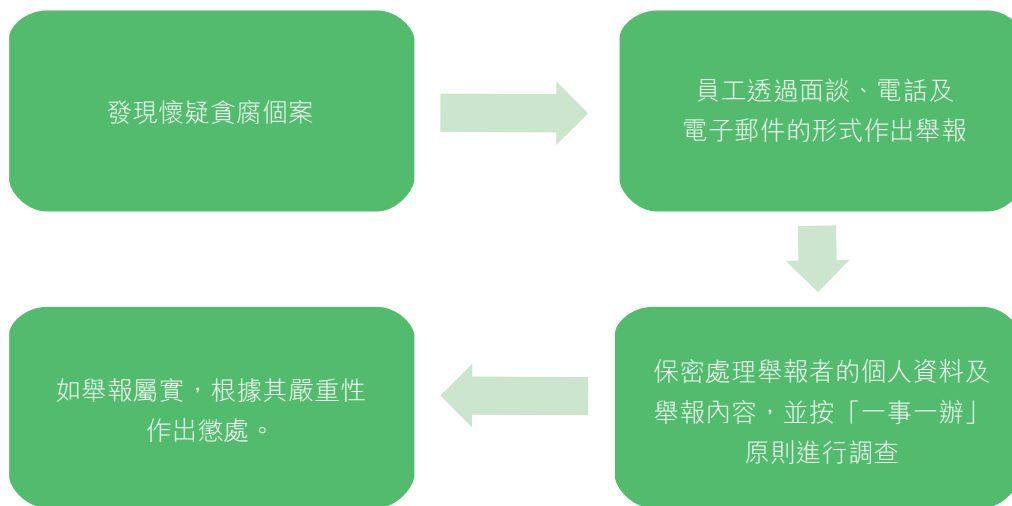 發現懷疑貪腐個案
員工透過面談、電話及
電子郵件的形式作出舉報
保密處理舉報者的個人資料及
舉報內容，並按「一事一辦」
原則進行調查
如舉報屬實，根據其嚴重性
作出懲處。